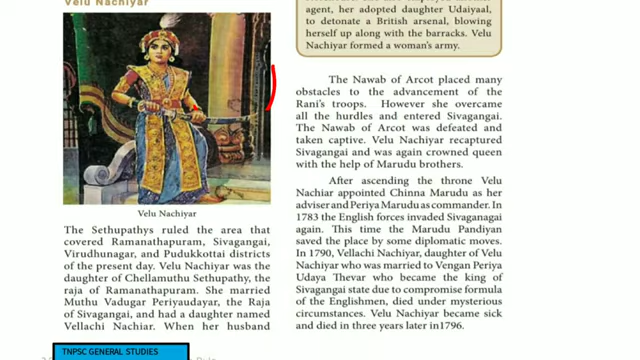 Velu Nachiyar
Velu Nachiyar
The Sethupathys ruled the area that
covered Ramanathapuram, Sivagangai,
Virudhunagar, and Pudukkottai districts
of the present day. Velu Nachiyar was the
daughter of Chellamuthu Sethupathy, the
raja of Ramanathapuram. She married
Muthu Vadugar Periyaudayar, the Raja
of Sivagangai, and had a daughter named
Vellachi Nachiar. When her husband
TNPSC GENERAL STUDIES
agent, her adopted daughter Udaiyaal,
to detonate a British arsenal, blowing
herself up along with the barracks. Velu
Nachiyar formed a woman's army.
The Nawab of Arcot placed many
obstacles to the advancement of the
Rani's troops. However she overcame
all the hurdles and entered Sivagangai.
The Nawab of Arcot was defeated and
taken captive. Velu Nachiyar recaptured
Sivagangai and was again crowned queen
with the help of Marudu brothers.
After ascending the throne Velu
Nachiar appointed Chinna Marudu as her
adviser and Periya Marudu as commander. In
1783 the English forces invaded Sivaganagai
again. This time the Marudu Pandiyan
saved the place by some diplomatic moves.
In 1790, Vellachi Nachiyar, daughter of Velu
Nachiyar who was married to Vengan Periya
Udaya Thevar who became the king of
Sivagangai state due to compromise formula
of the Englishmen, died under mysterious
circumstances. Velu Nachiyar became sick
and died in three years later in1796.